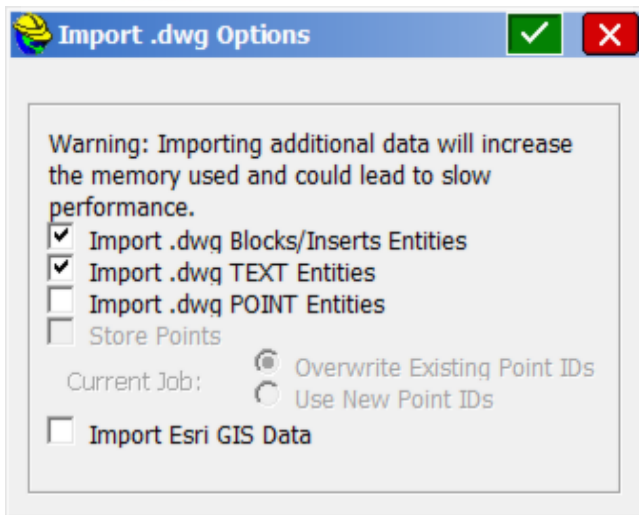 Import .dwg Options
Warning: Importing additional data will increase
the memory used and could lead to slow
performance.
Import .dwg Blocks/Inserts Entities
Import .dwg TEXT Entities
Import .dwg POINT Entities
Store Points
Current Job:
Overwrite Existing Point IDs
Use New Point IDs
Import Esri GIS Data